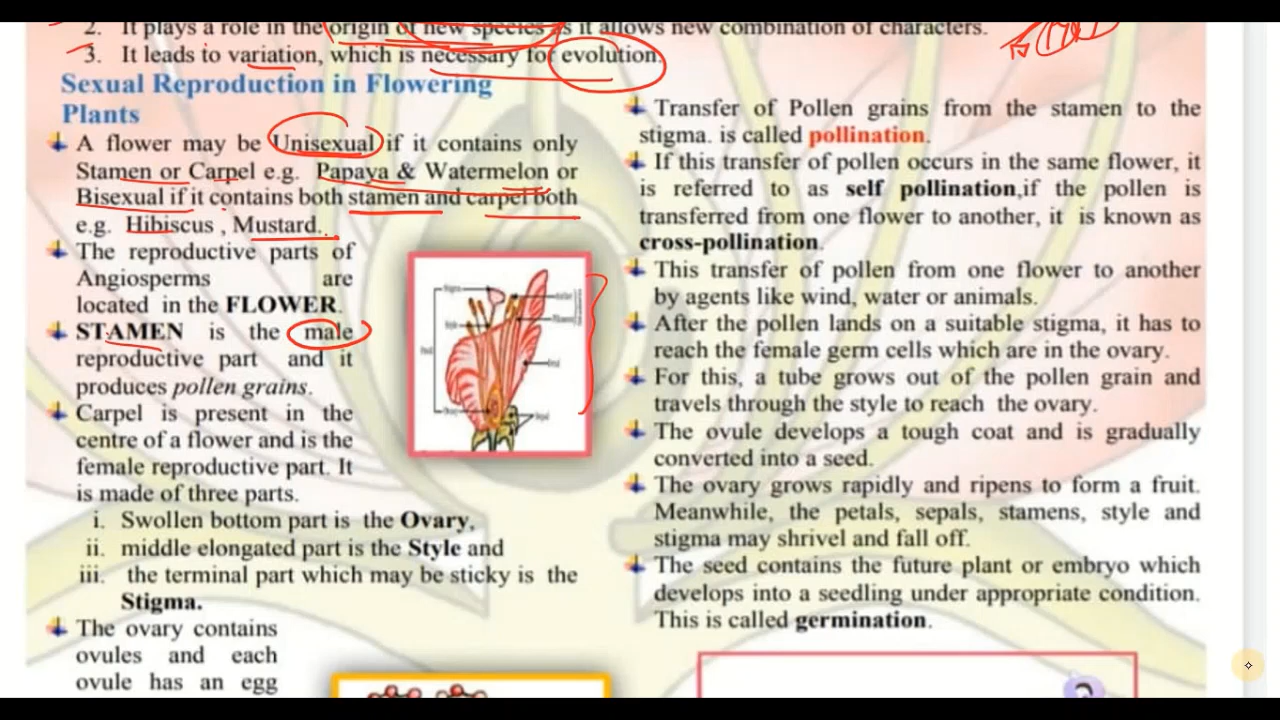 2. It plays a role in the origin of new species as it allows new combination of characters.
3. It leads to variation, which is necessary for evolution.
Sexual Reproduction in Flowering
Plants
A flower may be Unisexual if it contains only
Stamen or Carpel e.g. Papaya & Watermelon or
Bisexual if it contains both stamen and carpel both
e.g. Hibiscus , Mustard.
The reproductive parts of
Angiosperms are
located in the FLOWER.
STAMEN is the male
reproductive part and it
produces pollen grains.
Carpel is present in the
centre of a flower and is the
female reproductive part. It
is made of three parts.
i. Swollen bottom part is the Ovary,
ii. middle elongated part is the Style and
iii. the terminal part which may be sticky is the
Stigma.
The ovary contains
ovules and each
ovule has an egg
Transfer of Pollen grains from the stamen to the
stigma. is called pollination.
If this transfer of pollen occurs in the same flower, it
is referred to as self pollination,if the pollen is
transferred from one flower to another, it is known as
cross-pollination.
This transfer of pollen from one flower to another
by agents like wind, water or animals.
After the pollen lands on a suitable stigma, it has to
reach the female germ cells which are in the ovary.
For this, a tube grows out of the pollen grain and
travels through the style to reach the ovary.
The ovule develops a tough coat and is gradually
converted into a seed.
The ovary grows rapidly and ripens to form a fruit.
Meanwhile, the petals, sepals, stamens, style and
stigma may shrivel and fall off.
The seed contains the future plant or embryo which
develops into a seedling under appropriate condition.
This is called germination.